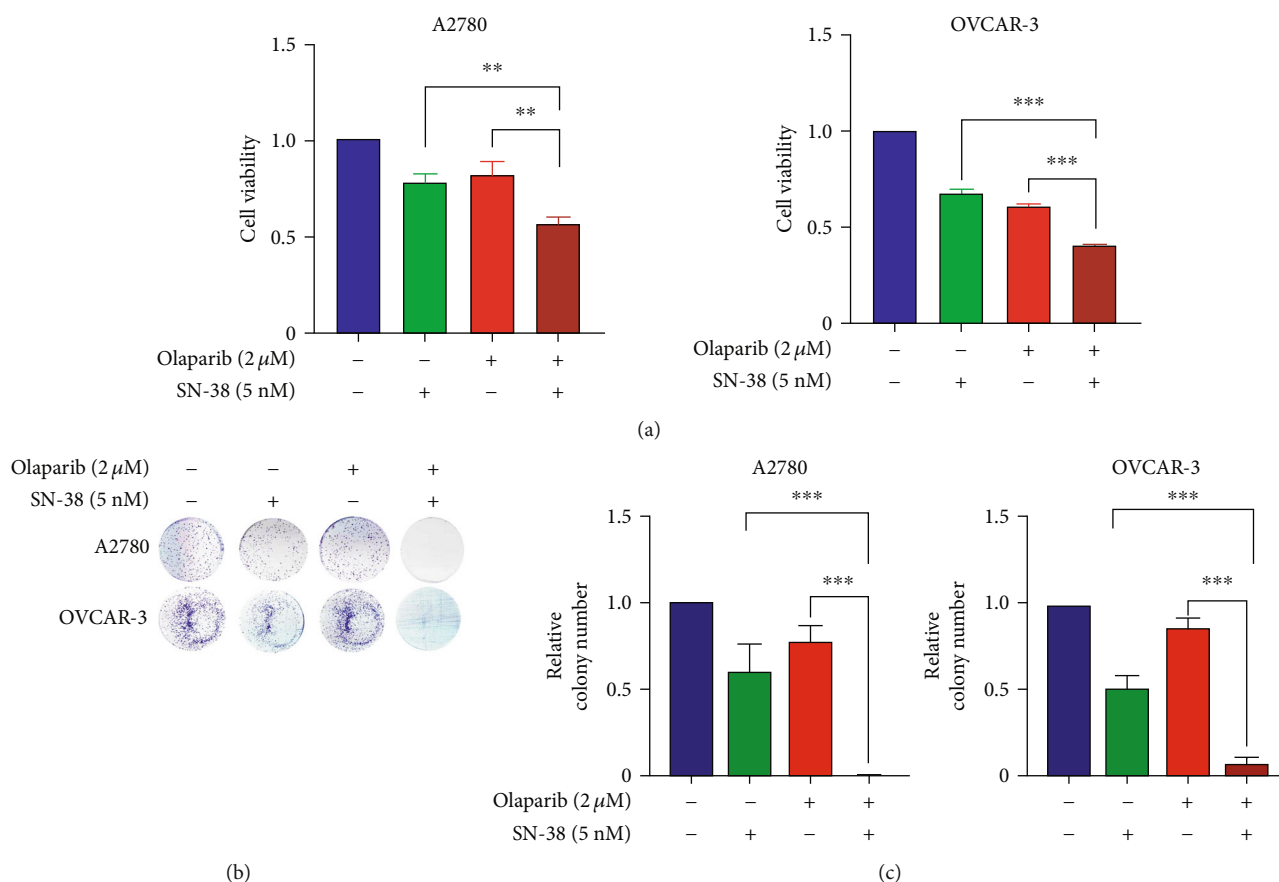 A2780
1.5
1.0
0.5
0
Cell viability
**
**
Olaparib (2 μM) – – + +
SN-38 (5 nM) – + – +
OVCAR-3
1.5
1.0
0.5
0
Cell viability
***
***
Olaparib (2 μM) – – + +
SN-38 (5 nM) – + – +
(a)
Olaparib (2 μM) – – + +
SN-38 (5 nM) – + – +
A2780
OVCAR-3
(b)
A2780
1.5
1.0
0.5
0
Relative
colony number
***
***
Olaparib (2 μM) – – + +
SN-38 (5 nM) – + – +
OVCAR-3
1.5
1.0
0.5
0
Relative
colony number
***
***
– – + +
– + – +
(c)